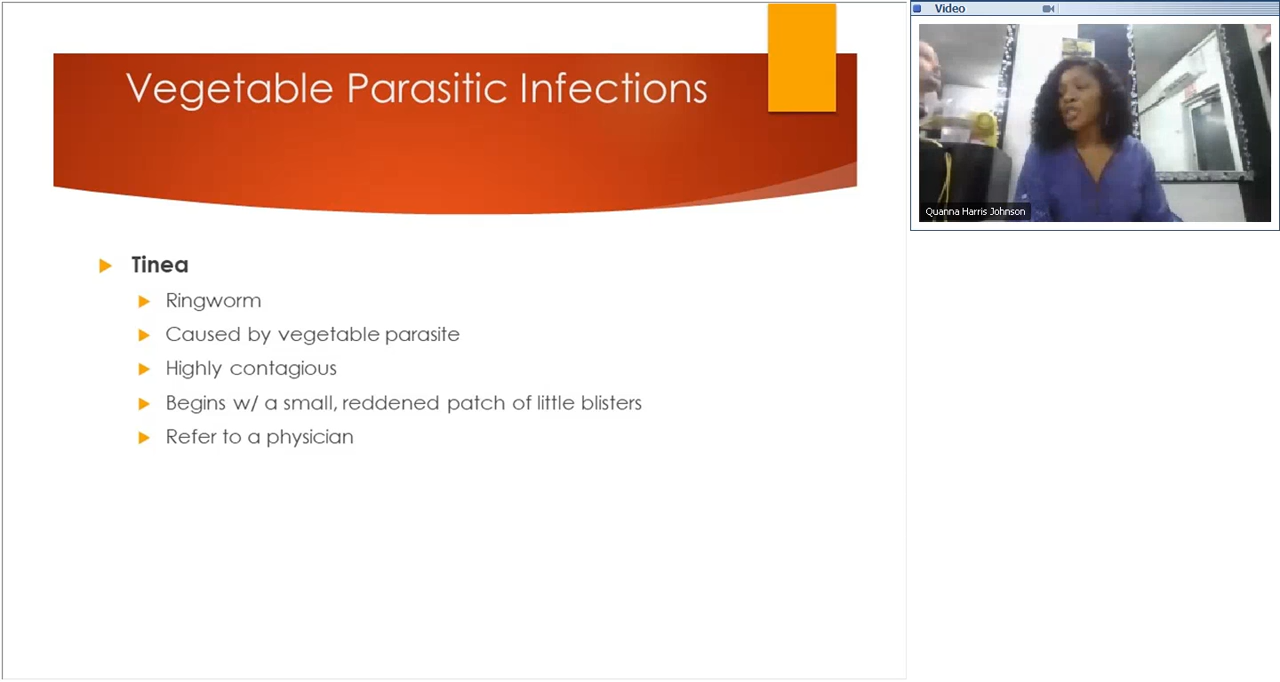 Vegetable Parasitic Infections
Tinea
Ringworm
Caused by vegetable parasite
Highly contagious
Begins w/ a small, reddened patch of little blisters
Refer to a physician
Video
Quanna Harris Johnson